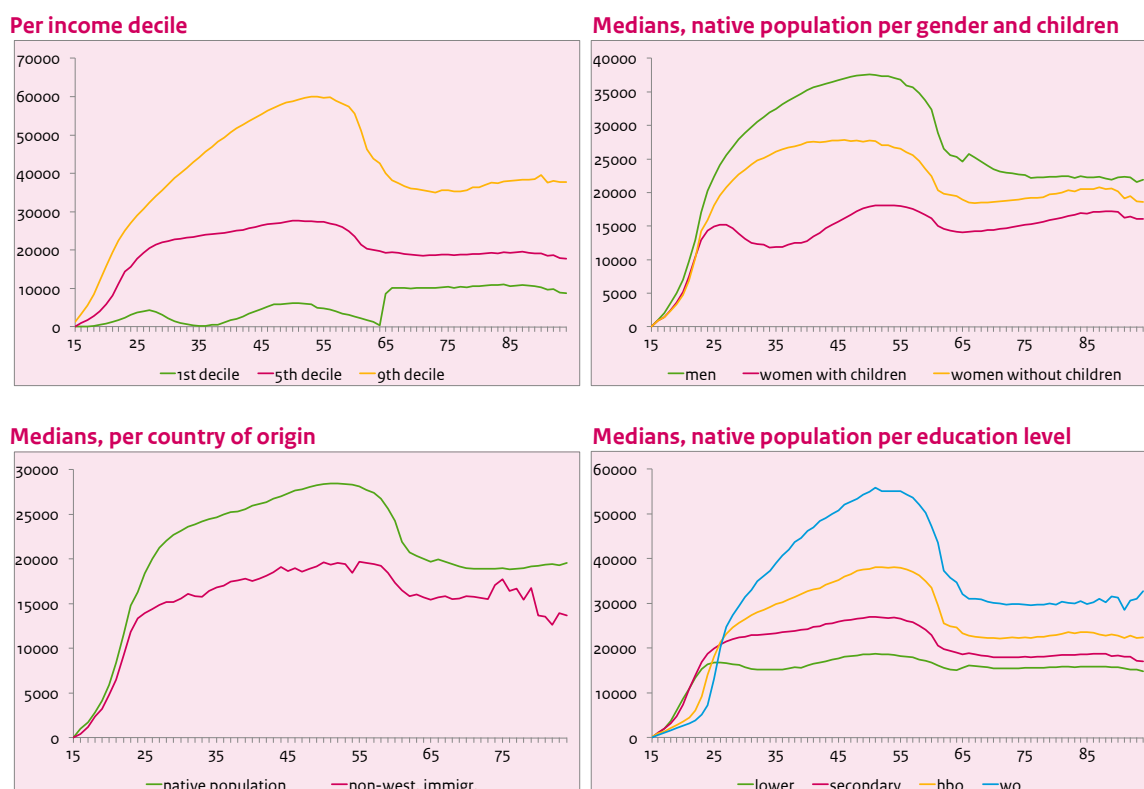 Per income decile
70000
60000
50000
40000
30000
20000
10000
0
15 25 35 45 55 65 75 85
1st decile 5th decile 9th decile
Medians, native population per gender and children
40000
35000
30000
25000
20000
15000
10000
5000
0
15 25 35 45 55 65 75 85
men women with children women without children
Medians, per country of origin
30000
25000
20000
15000
10000
5000
0
15 25 35 45 55 65 75
native population non-west. immigr.
Medians, native population per education level
60000
50000
40000
30000
20000
10000
0
15 25 35 45 55 65 75 85
lower secondary hbo wo